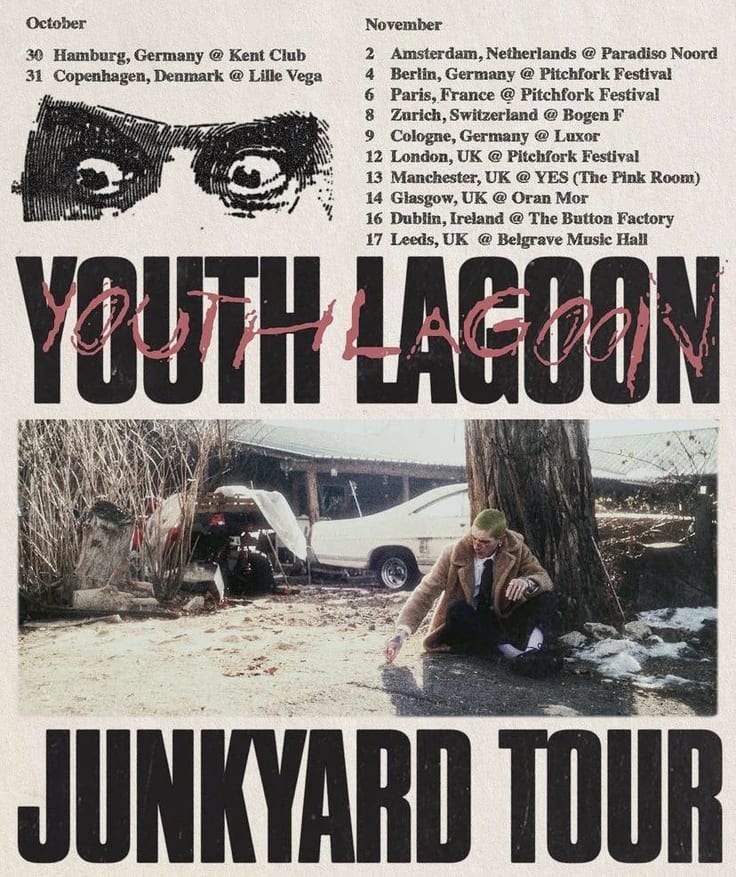 October
30 Hamburg, Germany @ Kent Club
31 Copenhagen, Denmark @ Lille Vega
November
2 Amsterdam, Netherlands @ Paradiso Noord
4 Berlin, Germany @ Pitchfork Festival
6 Paris, France @ Pitchfork Festival
8 Zurich, Switzerland @ Bogen F
9 Cologne, Germany @ Luxor
12 London, UK @ Pitchfork Festival
13 Manchester, UK @ YES (The Pink Room)
14 Glasgow, UK @ Oran Mor
16 Dublin, Ireland @ The Button Factory
17 Leeds, UK @ Belgrave Music Hall
YOUTH LAGOON
YOUTH LAGOON
JUNKYARD TOUR